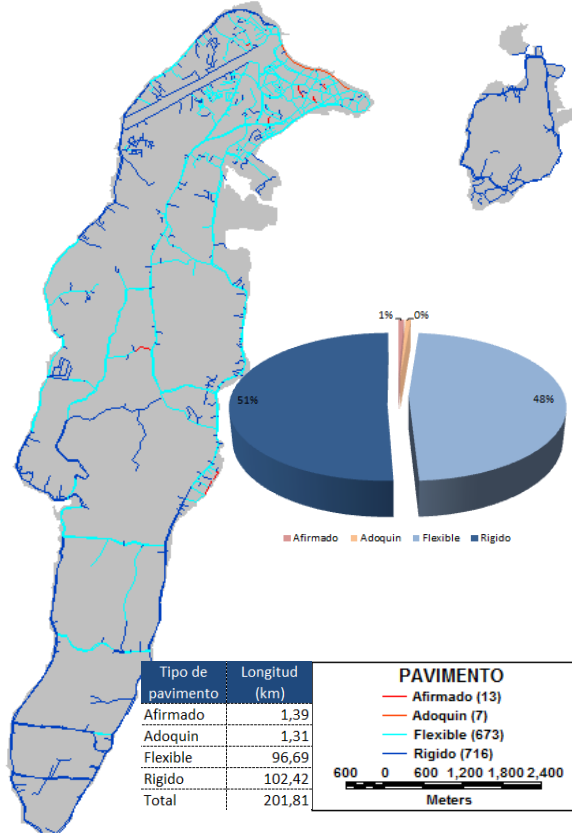 1% 0%
51% 48%
Afirmado Adoquin Flexible Rigido
Tipo de pavimento Longitud (km)
Afirmado 1,39
Adoquin 1,31
Flexible 96,69
Rigido 102,42
Total 201,81
PAVIMENTO
Afirmado (13)
Adoquin (7)
Flexible (673)
Rigido (716)
600 0 600 1,200 1,800 2,400
Meters